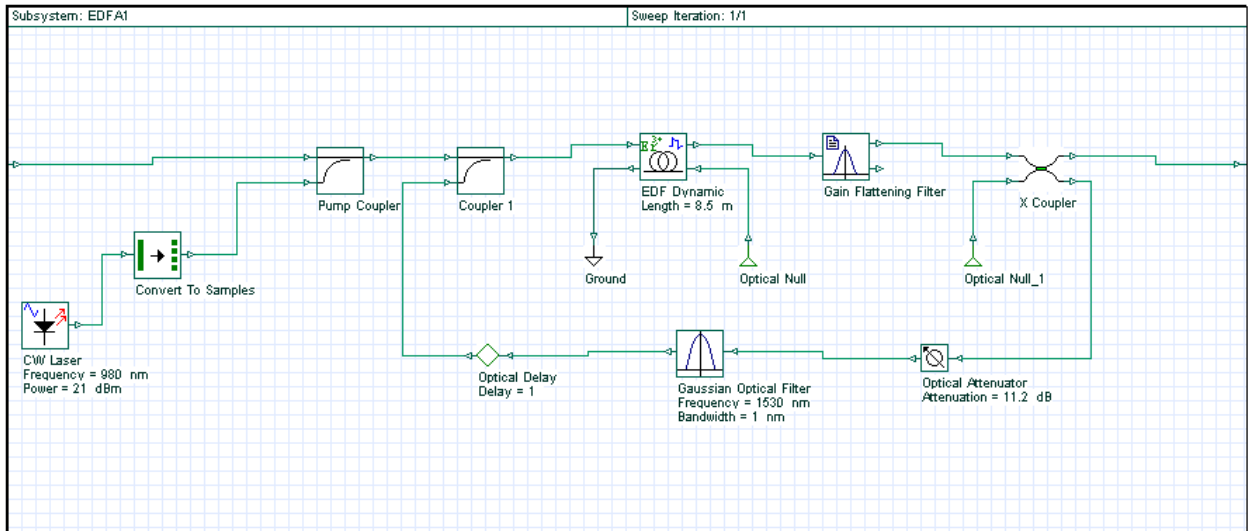 Subsystem: EDFA1
Sweep Iteration: 1/1
Pump Coupler
Coupler 1
EDF Dynamic
Length = 8.5 m
Gain Flattening Filter
X Coupler
Convert To Samples
Ground
Optical Null
Optical Null_1
CW Laser
Frequency = 980 nm
Power = 21 dBm
Optical Delay
Delay = 1
Gaussian Optical Filter
Frequency = 1530 nm
Bandwidth = 1 nm
Optical Attenuator
Attenuation = 11.2 dB